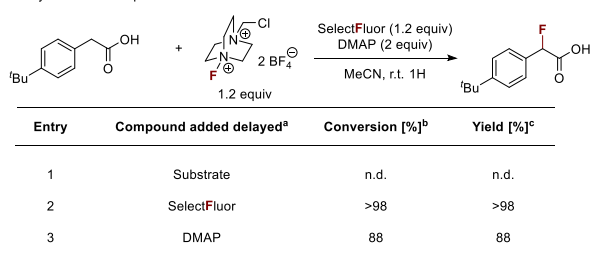 OH
O
tBu
+
Cl
N
⊕
N
⊕
F
2 BF4 ⊖
1.2 equiv
SelectFluor (1.2 equiv)
DMAP (2 equiv)
MeCN, r.t. 1H
F
OH
O
tBu
Entry Compound added delayeda Conversion [%]b Yield [%]c
1 Substrate n.d. n.d.
2 SelectFluor >98 >98
3 DMAP 88 88